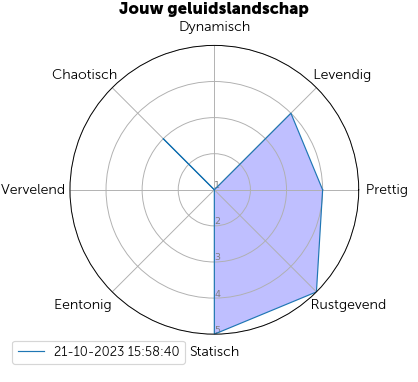 Jouw geluidslandschap
Dynamisch
Chaotisch
Levendig
Vervelend
1
Prettig
2
3
4
Eentonig
Rustgevend
5
21-10-2023 15:58:40
Statisch